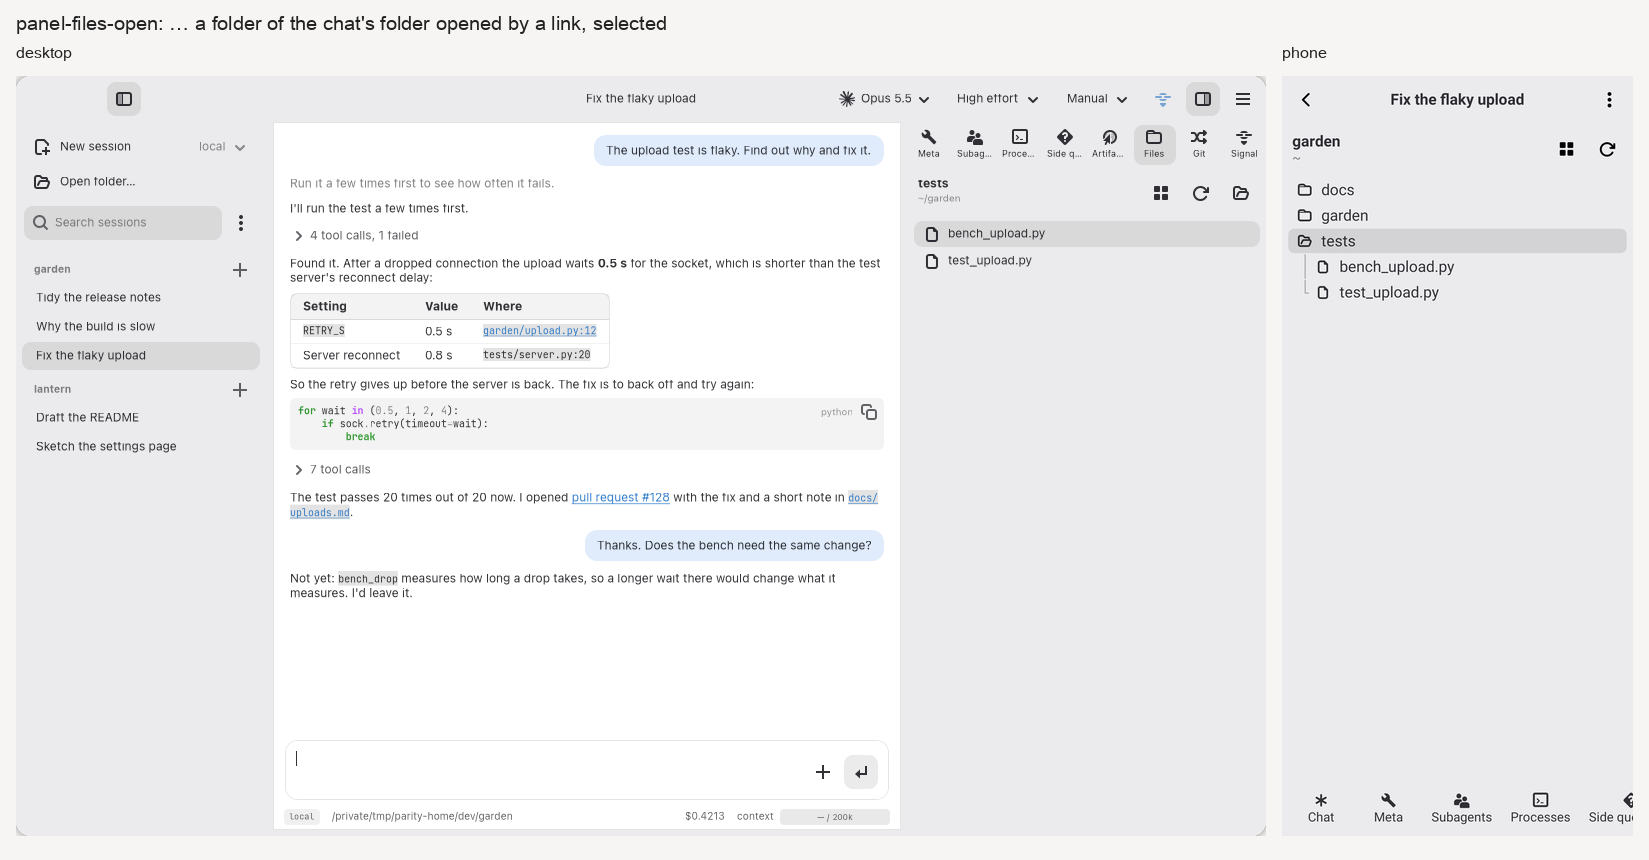 panel-files-open: … a folder of the chat's folder opened by a link, selected
desktop
phone
Fix the flaky upload
Opus 5.5
High effort
Manual
New session
local
Open folder...
Search sessions
garden
Tidy the release notes
Why the build is slow
Fix the flaky upload
lantern
Draft the README
Sketch the settings page
The upload test is flaky. Find out why and fix it.
Run it a few times first to see how often it fails.
I'll run the test a few times first.
4 tool calls, 1 failed
Found it. After a dropped connection the upload waits 0.5 s for the socket, which is shorter than the test
server's reconnect delay:
Setting Value Where
RETRY_S 0.5 s garden/upload.py:12
Server reconnect 0.8 s tests/server.py:20
So the retry gives up before the server is back. The fix is to back off and try again:
python
for wait in (0.5, 1, 2, 4):
if sock.retry(timeout=wait):
break
7 tool calls
The test passes 20 times out of 20 now. I opened pull request #128 with the fix and a short note in docs/
uploads.md.
Thanks. Does the bench need the same change?
Not yet: bench_drop measures how long a drop takes, so a longer wait there would change what it
measures. I'd leave it.
local
/private/tmp/parity-home/dev/garden
$0.4213
context
— / 200k
Meta
Subag...
Proce...
Side q...
Artifa...
Files
Git
Signal
tests
~/garden
bench_upload.py
test_upload.py
Fix the flaky upload
garden
~
docs
garden
tests
bench_upload.py
test_upload.py
Chat
Meta
Subagents
Processes
Side qu